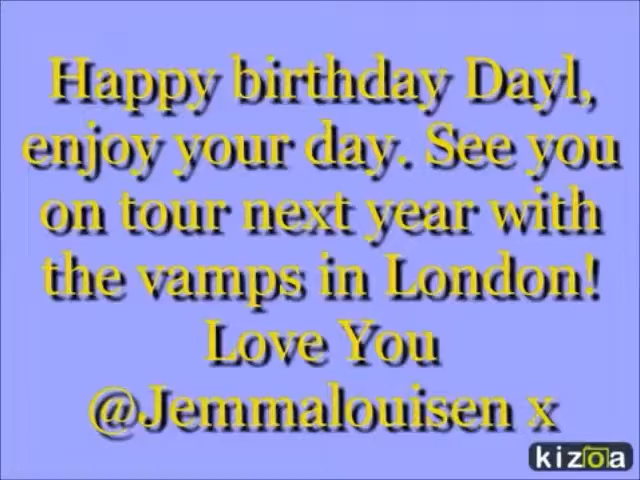 Happy birthday Dayl,
enjoy your day. See you
on tour next year with
the vamps in London!
Love You
@Jemmalouisen x
kizoa